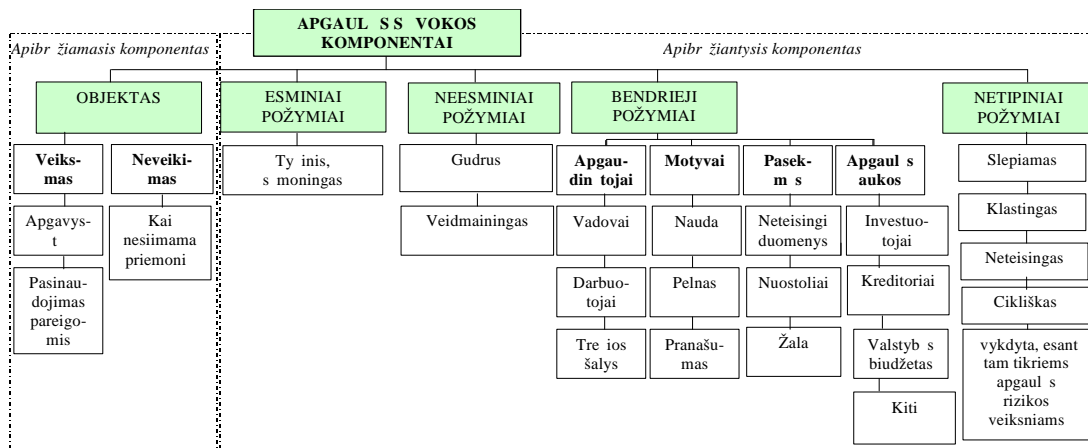 APGAUL S S VOKOS
KOMPONENTAI
Apibr žiamasis komponentas
Apibr žiantysis komponentas
OBJEKTAS
ESMINIAI
POŽYMIAI
NEESMINIAI
POŽYMIAI
BENDRIEJI
POŽYMIAI
NETIPINIAI
POŽYMIAI
Veiks-
mas
Apgavys-
t
Pasinau-
dojimas
pareigo-
mis
Neveiki-
mas
Kai
nesiimama
priemoni
Ty inis,
s moningas
Gudrus
Veidmainingas
Apgau-
din tojai
Vadovai
Darbuo-
tojai
Tre ios
šalys
Motyvai
Nauda
Pelnas
Pranašu-
mas
Pasek-
m s
Neteisingi
duomenys
Nuostoliai
Žala
Apgaul s
aukos
Investuo-
tojai
Kreditoriai
Valstyb s
biudžetas
Kiti
Slepiamas
Klastingas
Neteisingas
Cikliškas
vykdyta, esant
tam tikriems
apgaul s
rizikos
veiksniams